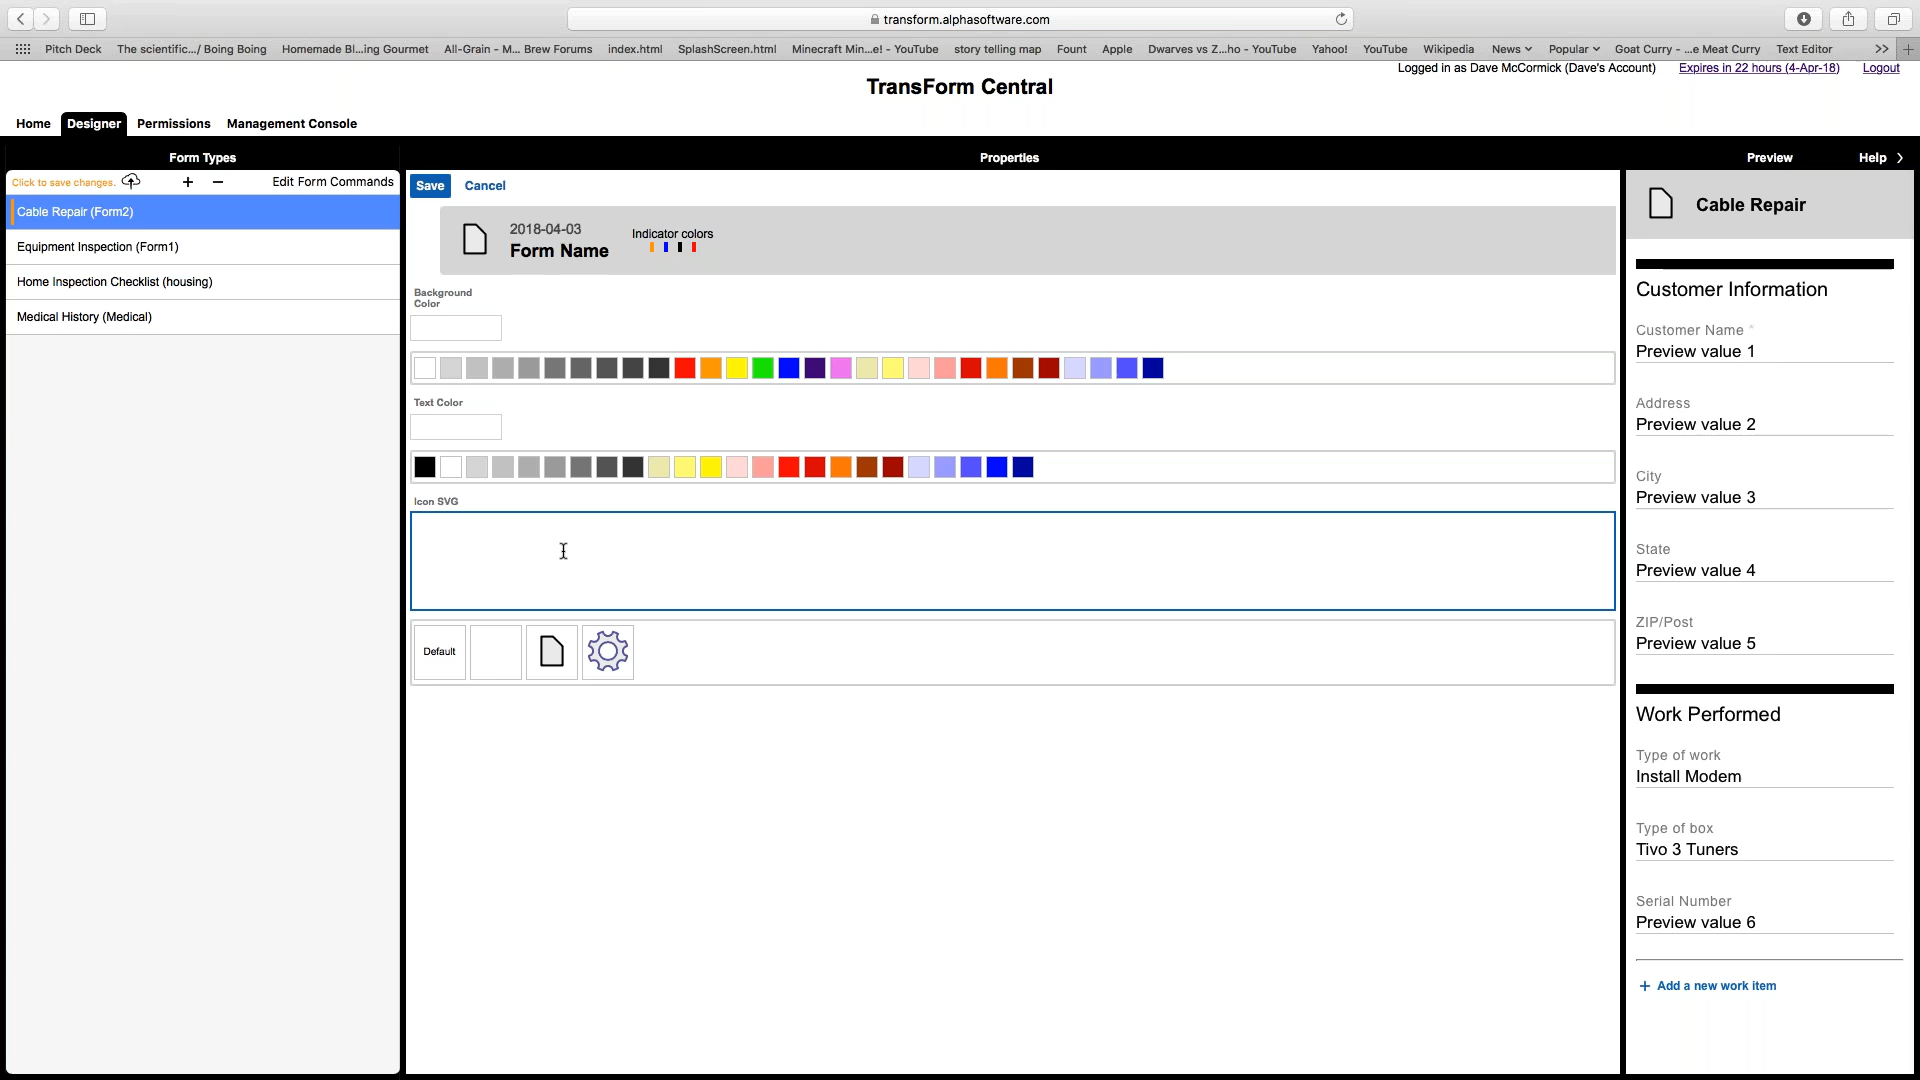 transform.alphasoftware.com
Pitch Deck The scientific.../ Boing Boing Homemade Bl...ing Gourmet All-Grain - M... Brew Forums index.html SplashScreen.html Minecraft Min...e! - YouTube story telling map Fount Apple Dwarves vs Z...ho - YouTube Yahoo! YouTube Wikipedia News Popular Goat Curry - ...e Meat Curry Text Editor
Logged in as Dave McCormick (Dave's Account) Expires in 22 hours (4-Apr-18) Logout
TransForm Central
Home Designer Permissions Management Console
Form Types Properties Preview Help
Click to save changes. Edit Form Commands
Cable Repair (Form2)
Equipment Inspection (Form1)
Home Inspection Checklist (housing)
Medical History (Medical)
Save Cancel
2018-04-03
Form Name
Indicator colors
Background
Color
Text Color
Icon SVG
Default
Cable Repair
Customer Information
Customer Name *
Preview value 1
Address
Preview value 2
City
Preview value 3
State
Preview value 4
ZIP/Post
Preview value 5
Work Performed
Type of work
Install Modem
Type of box
Tivo 3 Tuners
Serial Number
Preview value 6
+ Add a new work item